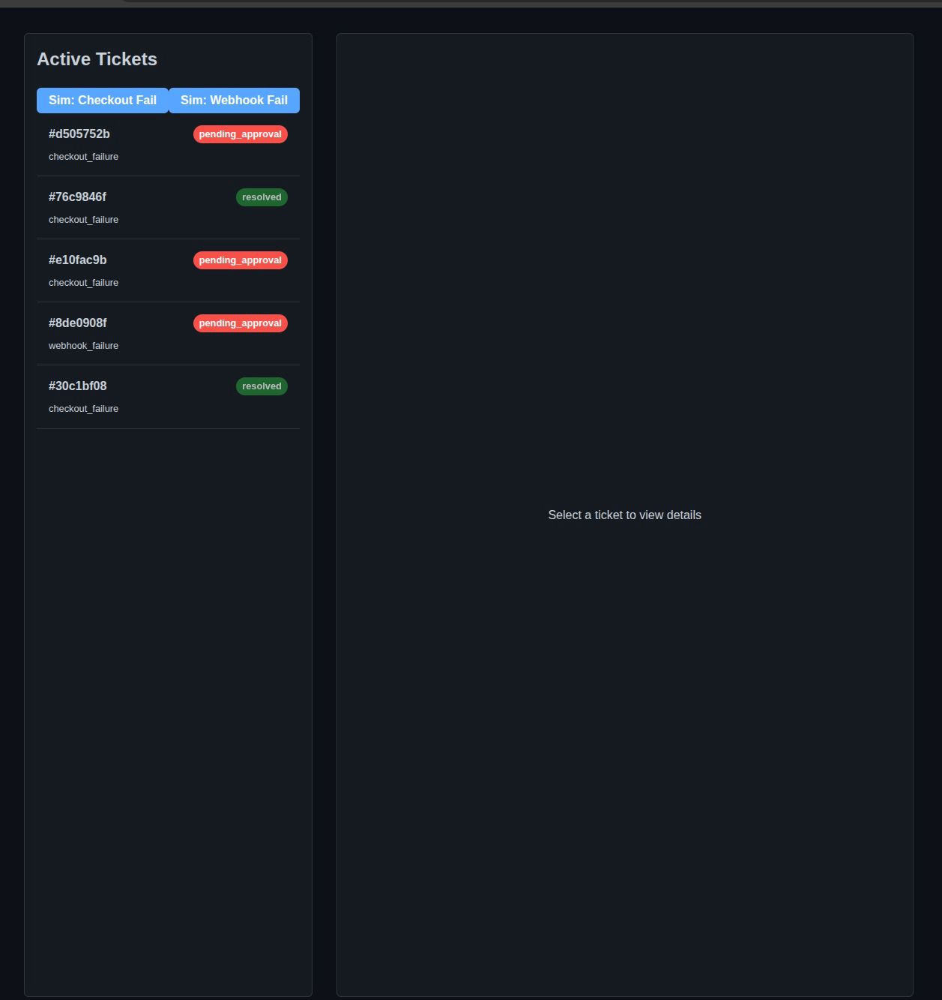 Active Tickets
Sim: Checkout Fail
Sim: Webhook Fail
#d505752b
pending_approval
checkout_failure
#76c9846f
resolved
checkout_failure
#e10fac9b
pending_approval
checkout_failure
#8de0908f
pending_approval
webhook_failure
#30c1bf08
resolved
checkout_failure
Select a ticket to view details